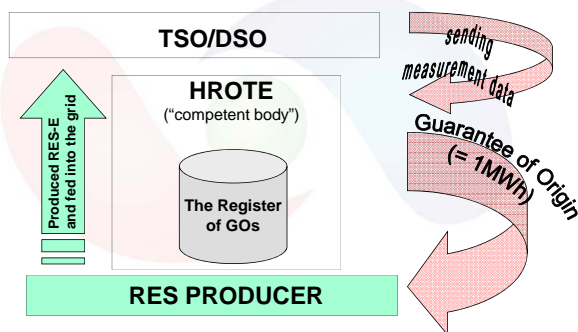 TSO/DSO
sending
measurement data
HROTE
(“competent body”)
Produced RES-E
and fed into the grid
The Register
of GOs
Guarantee of Origin
(= 1MWh)
RES PRODUCER